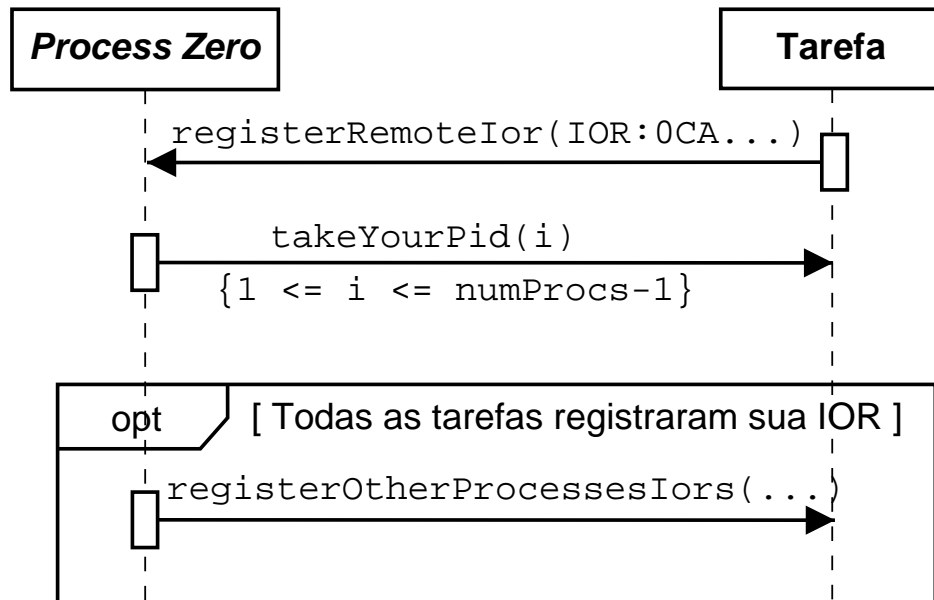 Process Zero
Tarefa
registerRemoteIor(IOR:0CA...)
takeYourPid(i)
{1 <= i <= numProcs-1}
opt
[ Todas as tarefas registraram sua IOR ]
registerOtherProcessesIors(...)